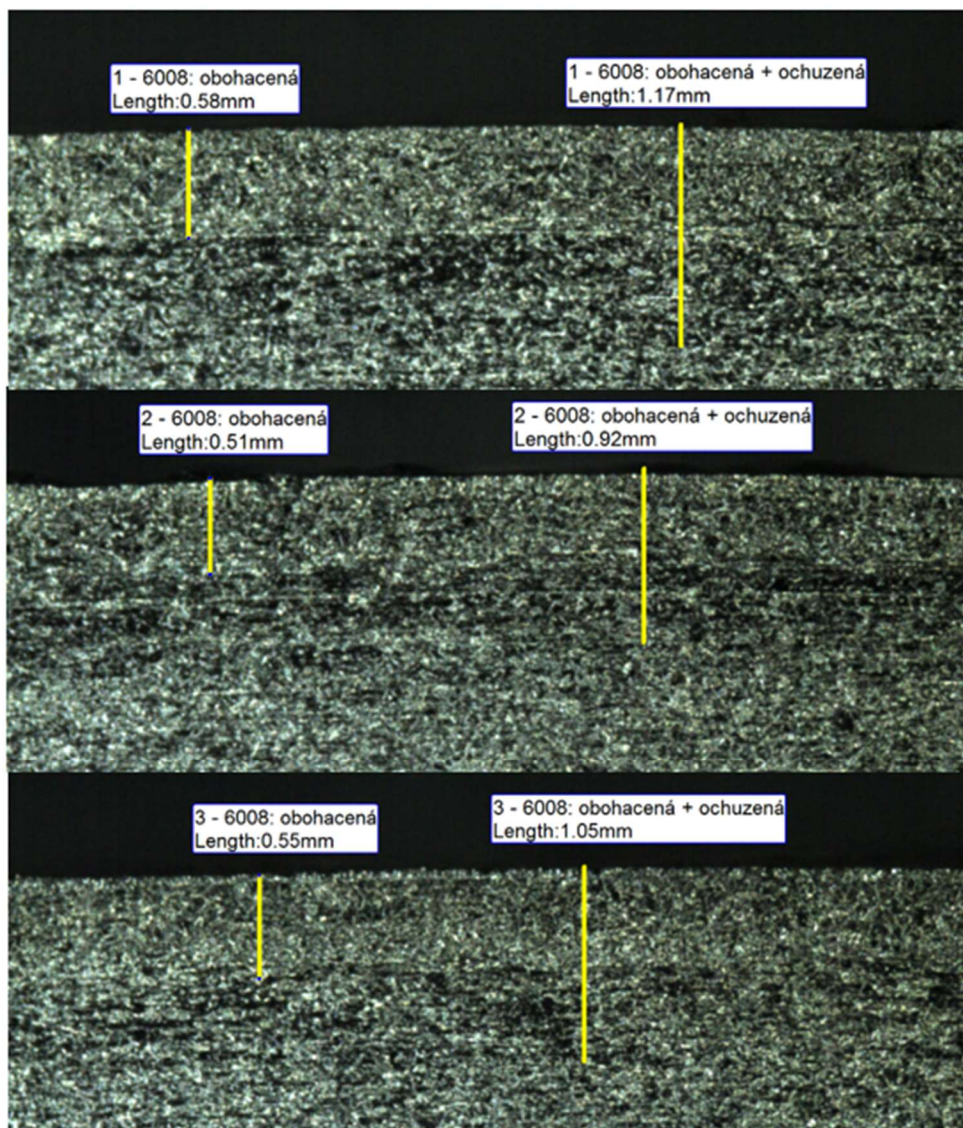 1 - 6008: obohacená
Length:0.58mm
1 - 6008: obohacená + ochuzená
Length:1.17mm
2 - 6008: obohacená
Length:0.51mm
2 - 6008: obohacená + ochuzená
Length:0.92mm
3 - 6008: obohacená
Length:0.55mm
3 - 6008: obohacená + ochuzená
Length:1.05mm